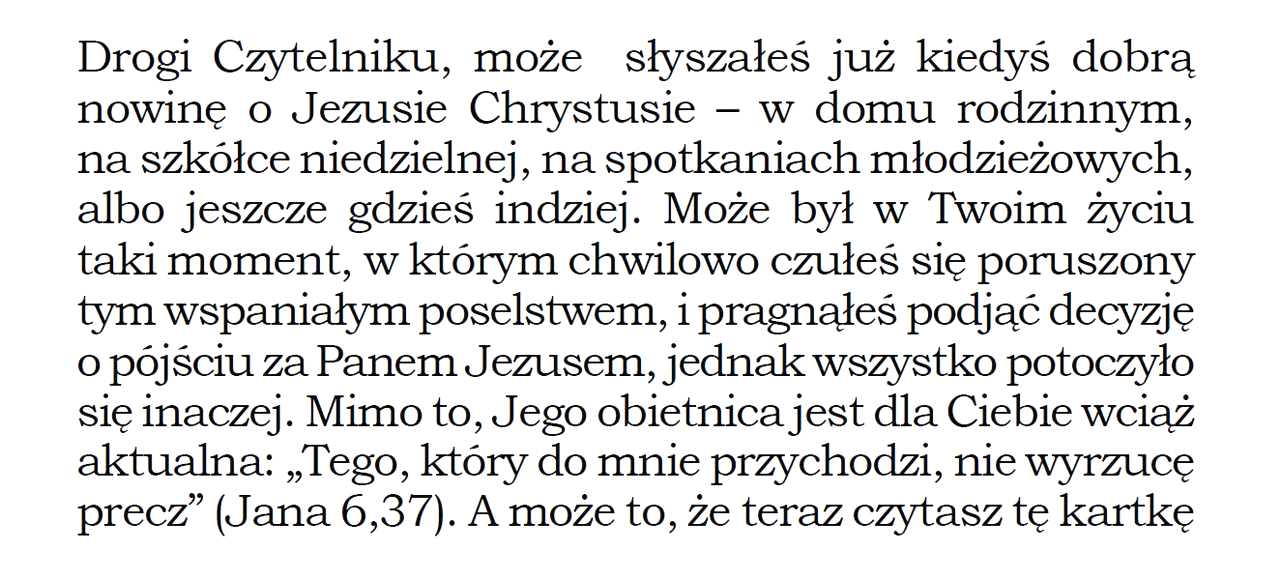 Drogi Czytelniku, może słyszałeś już kiedyś dobrą
nowinę o Jezusie Chrystusie – w domu rodzinnym,
na szkółce niedzielnej, na spotkaniach młodzieżowych,
albo jeszcze gdzieś indziej. Może był w Twoim życiu
taki moment, w którym chwilowo czułeś się poruszony
tym wspaniałym poselstwem, i pragnąłeś podjąć decyzję
o pójściu za Panem Jezusem, jednak wszystko potoczyło
się inaczej. Mimo to, Jego obietnica jest dla Ciebie wciąż
aktualna: „Tego, który do mnie przychodzi, nie wyrzucę
precz” (Jana 6,37). A może to, że teraz czytasz tę kartkę